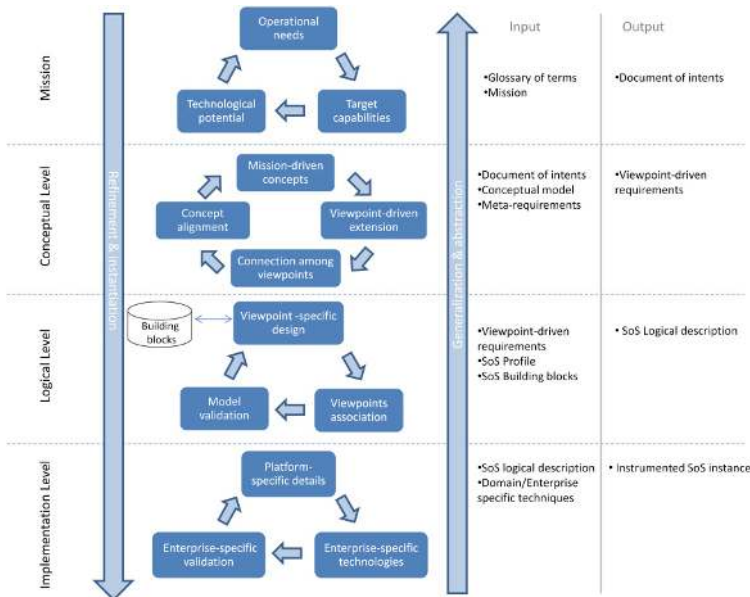 Input
Output
Mission
Operational
needs
Technological
potential
Target
capabilities
•Glossary of terms
•Mission
•Document of intents
Refinement & instantiation
Generalization & abstraction
Conceptual Level
Mission-driven
concepts
Concept
alignment
Viewpoint-driven
extension
Connection among
viewpoints
•Document of intents
•Conceptual model
•Meta-requirements
•Viewpoint-driven
requirements
Logical Level
Building
blocks
Viewpoint -specific
design
Model
validation
Viewpoints
association
•Viewpoint-driven
requirements
•SoS Profile
•SoS Building blocks
• SoS Logical description
Implementation Level
Platform-
specific details
Enterprise-specific
validation
Enterprise-specific
technologies
•SoS logical description
•Domain/Enterprise
specific techniques
• Instrumented SoS instance